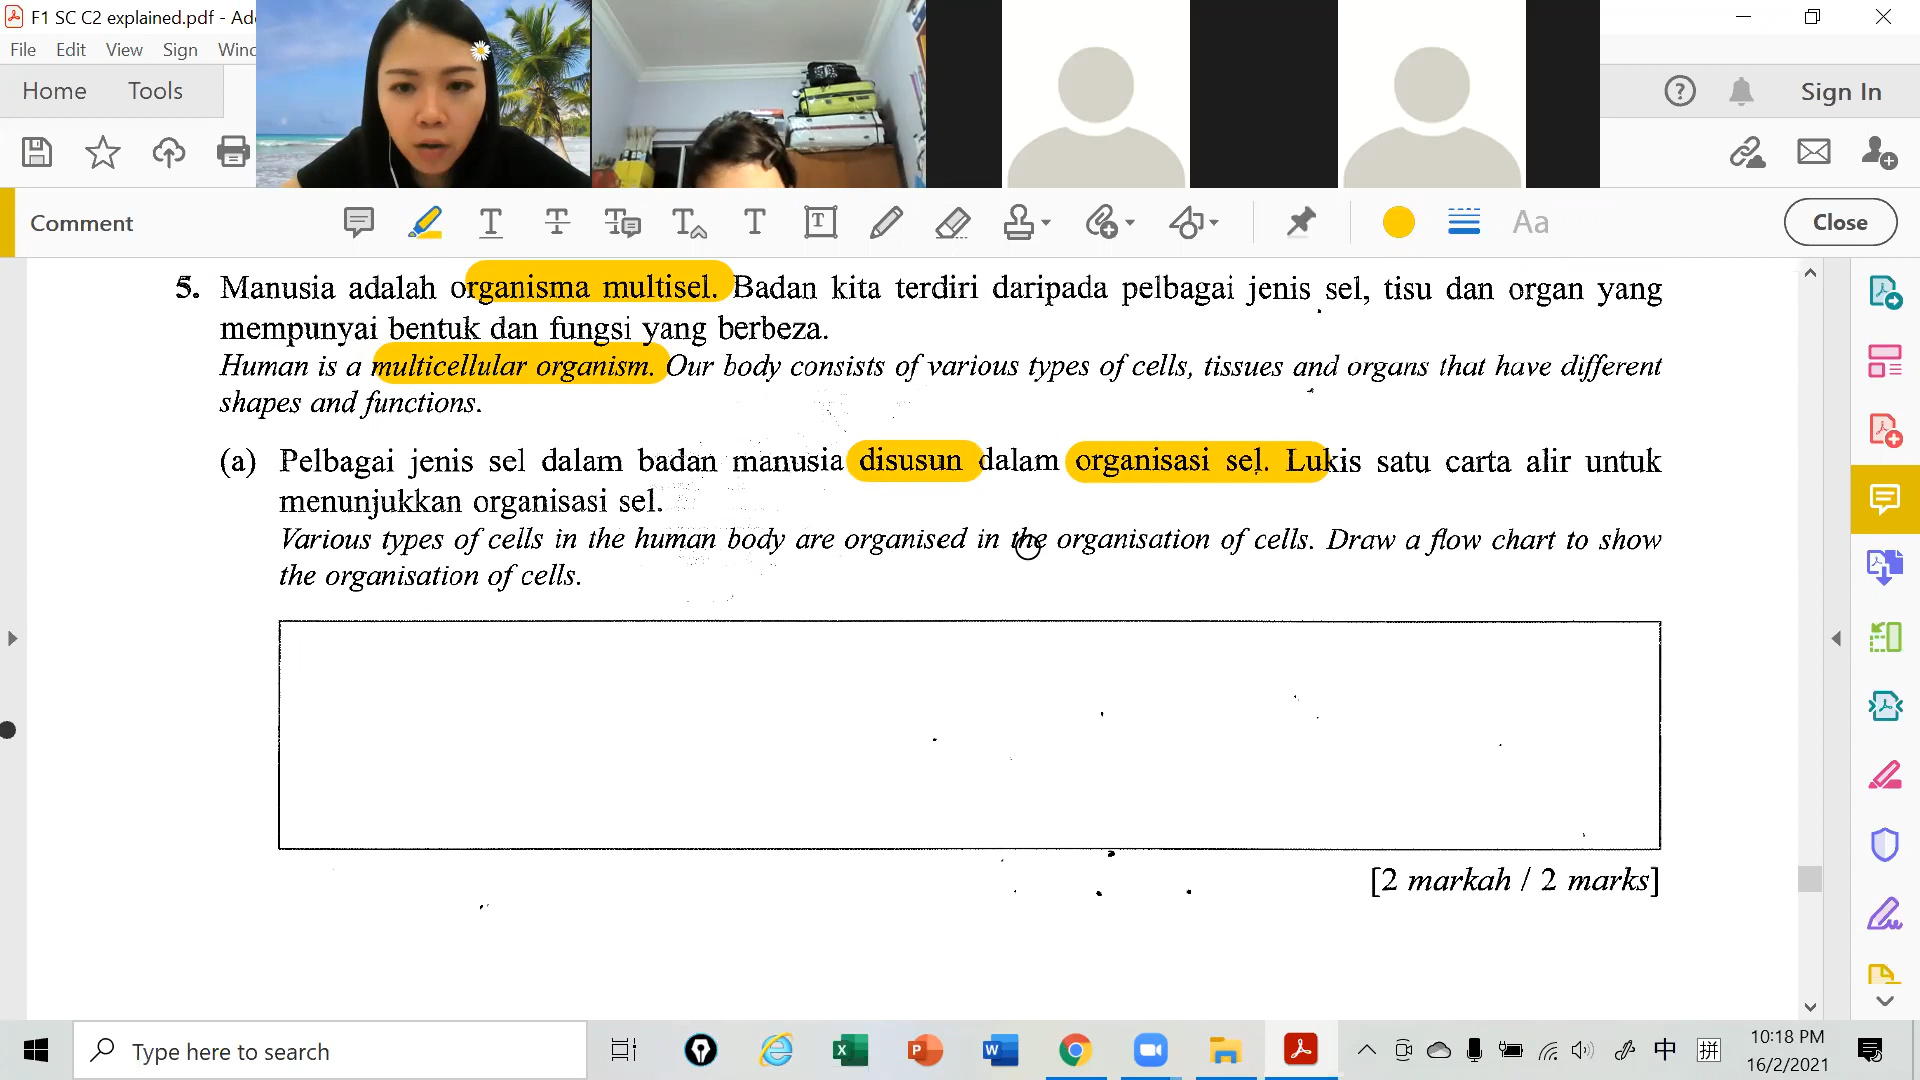 F1 SC C2 explained.pdf - Ado
File Edit View Sign Wind
Home Tools
Sign In
Comment
Aa
Close
5. Manusia adalah organisma multisel. Badan kita terdiri daripada pelbagai jenis sel, tisu dan organ yang
mempunyai bentuk dan fungsi yang berbeza.
Human is a multicellular organism. Our body consists of various types of cells, tissues and organs that have different
shapes and functions.
(a) Pelbagai jenis sel dalam badan manusia disusun dalam organisasi sel. Lukis satu carta alir untuk
menunjukkan organisasi sel.
Various types of cells in the human body are organised in the organisation of cells. Draw a flow chart to show
the organisation of cells.
[2 markah / 2 marks]
Type here to search
中
拼
10:18 PM
16/2/2021